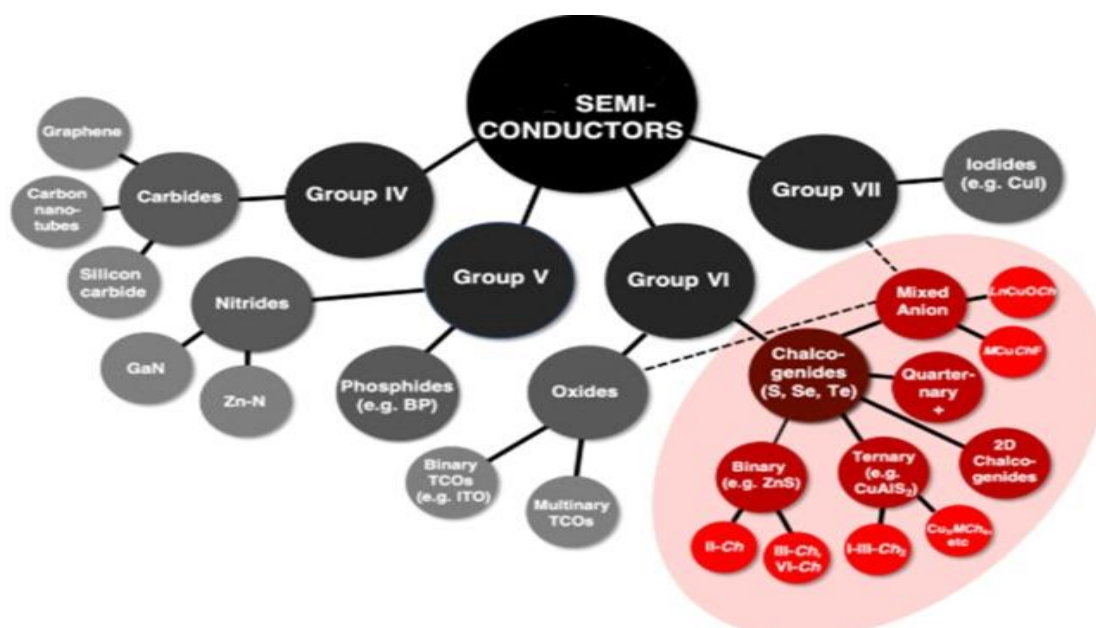 SEMI-
CONDUCTORS
Graphene
Carbon
nano-
tubes
Carbides
Silicon
carbide
Group IV
Group VII
Iodides
(e.g. CuI)
Nitrides
Group V
Group VI
Mixed
Anion
LnCuOCh
MCuChF
GaN
Zn-N
Phosphides
(e.g. BP)
Oxides
Chalco-
genides
(S, Se, Te)
Quarter-
nary
+
Binary
TCOs
(e.g. ITO)
Multinary
TCOs
Binary
(e.g. ZnS)
Ternary
(e.g.
CuAlS₂)
2D
Chalco-
genides
II-Ch
III-Ch,
VI-Ch
I-III-Ch₂
etc